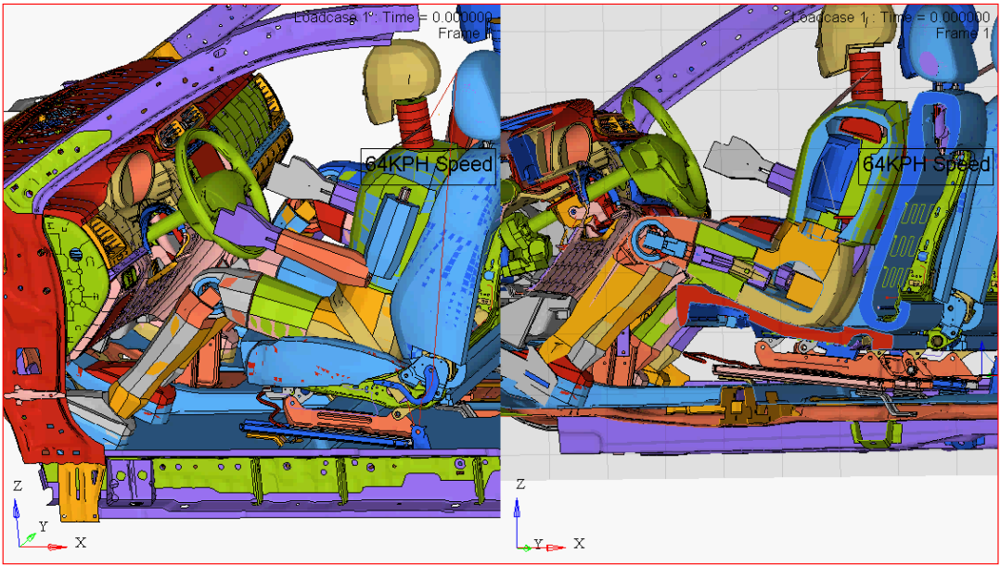 Loadcase 1 : Time = 0.000000
Frame 1
64KPH Speed
Z
Y
X
Loadcase 1 : Time = 0.000000
Frame 1
64KPH Speed
Z
Y
X